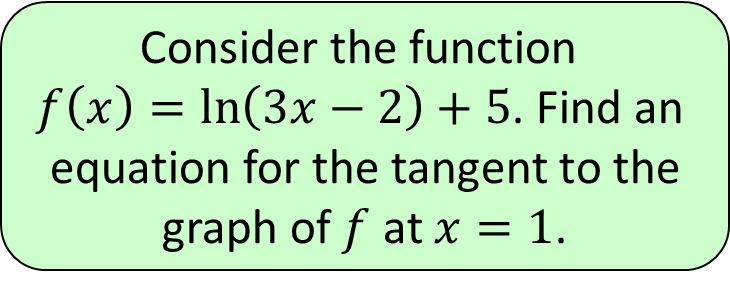 Consider the function
f(x) = ln(3x − 2) + 5. Find an
equation for the tangent to the
graph of f at x = 1.